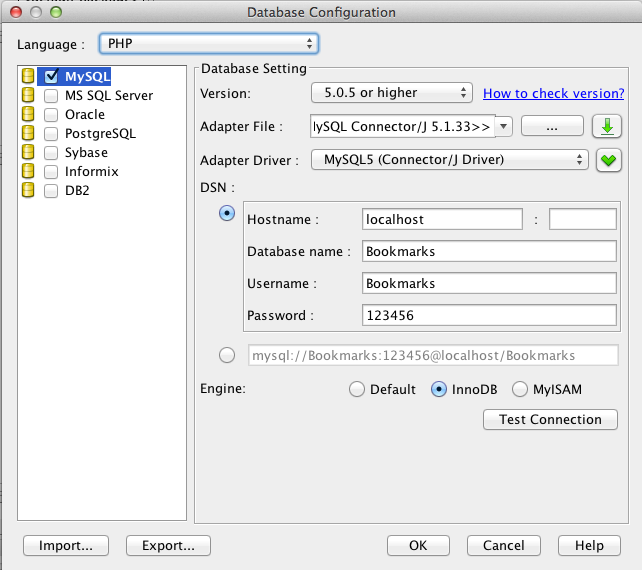 Database Configuration
Language : PHP
MySQL
MS SQL Server
Oracle
PostgreSQL
Sybase
Informix
DB2
Database Setting
Version: 5.0.5 or higher How to check version?
Adapter File : SQL Connector/J 5.1.33>> ...
Adapter Driver : MySQL5 (Connector/J Driver)
DSN :
Hostname : localhost :
Database name : Bookmarks
Username : Bookmarks
Password : 123456
mysql://Bookmarks:123456@localhost/Bookmarks
Engine: Default InnoDB MyISAM
Test Connection
Import... Export... OK Cancel Help